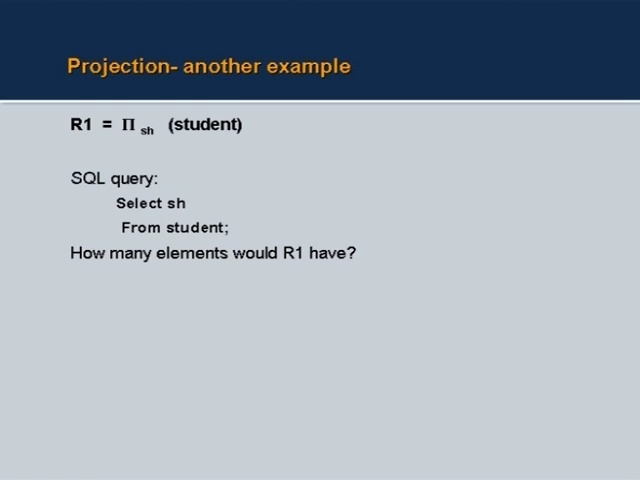 Projection- another example
R1 = Π sh (student)
SQL query:
Select sh
From student;
How many elements would R1 have?